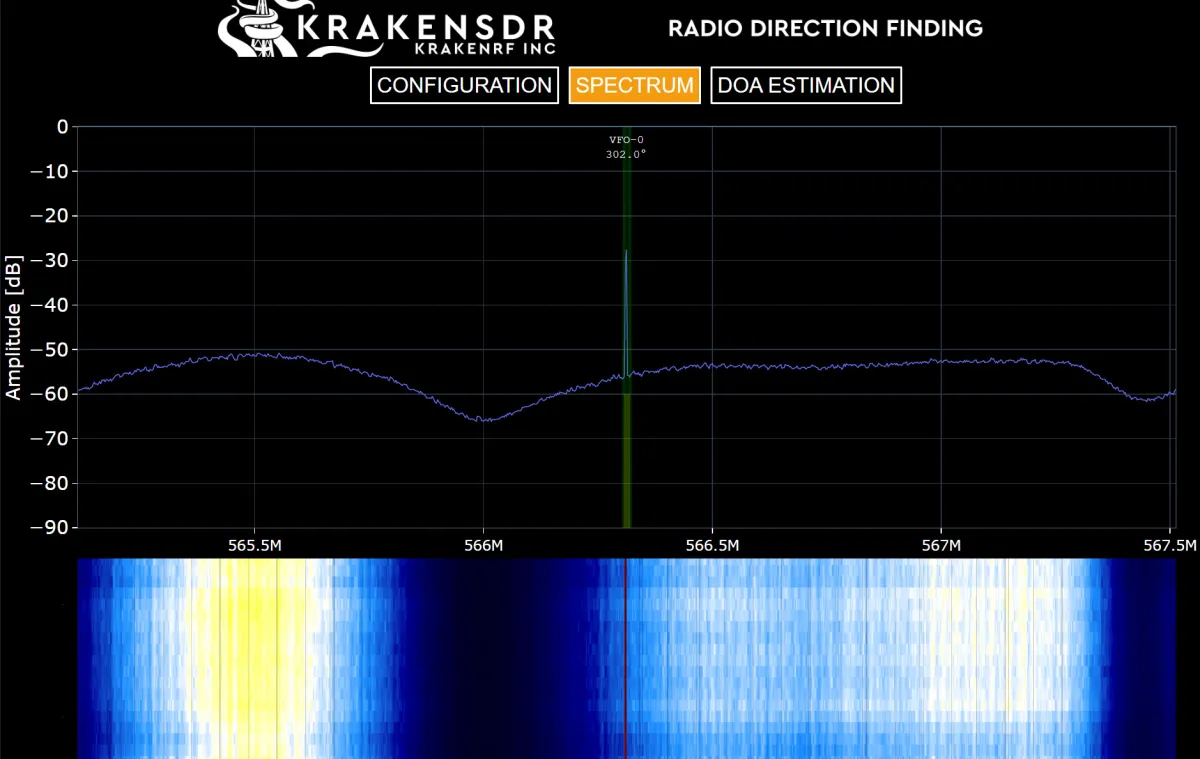 KRAKENSDR
KRAKENRF INC
RADIO DIRECTION FINDING
CONFIGURATION
SPECTRUM
DOA ESTIMATION
VFO-0
302.0°
Amplitude [dB]
0
−10
−20
−30
−40
−50
−60
−70
−80
−90
565.5M
566M
566.5M
567M
567.5M